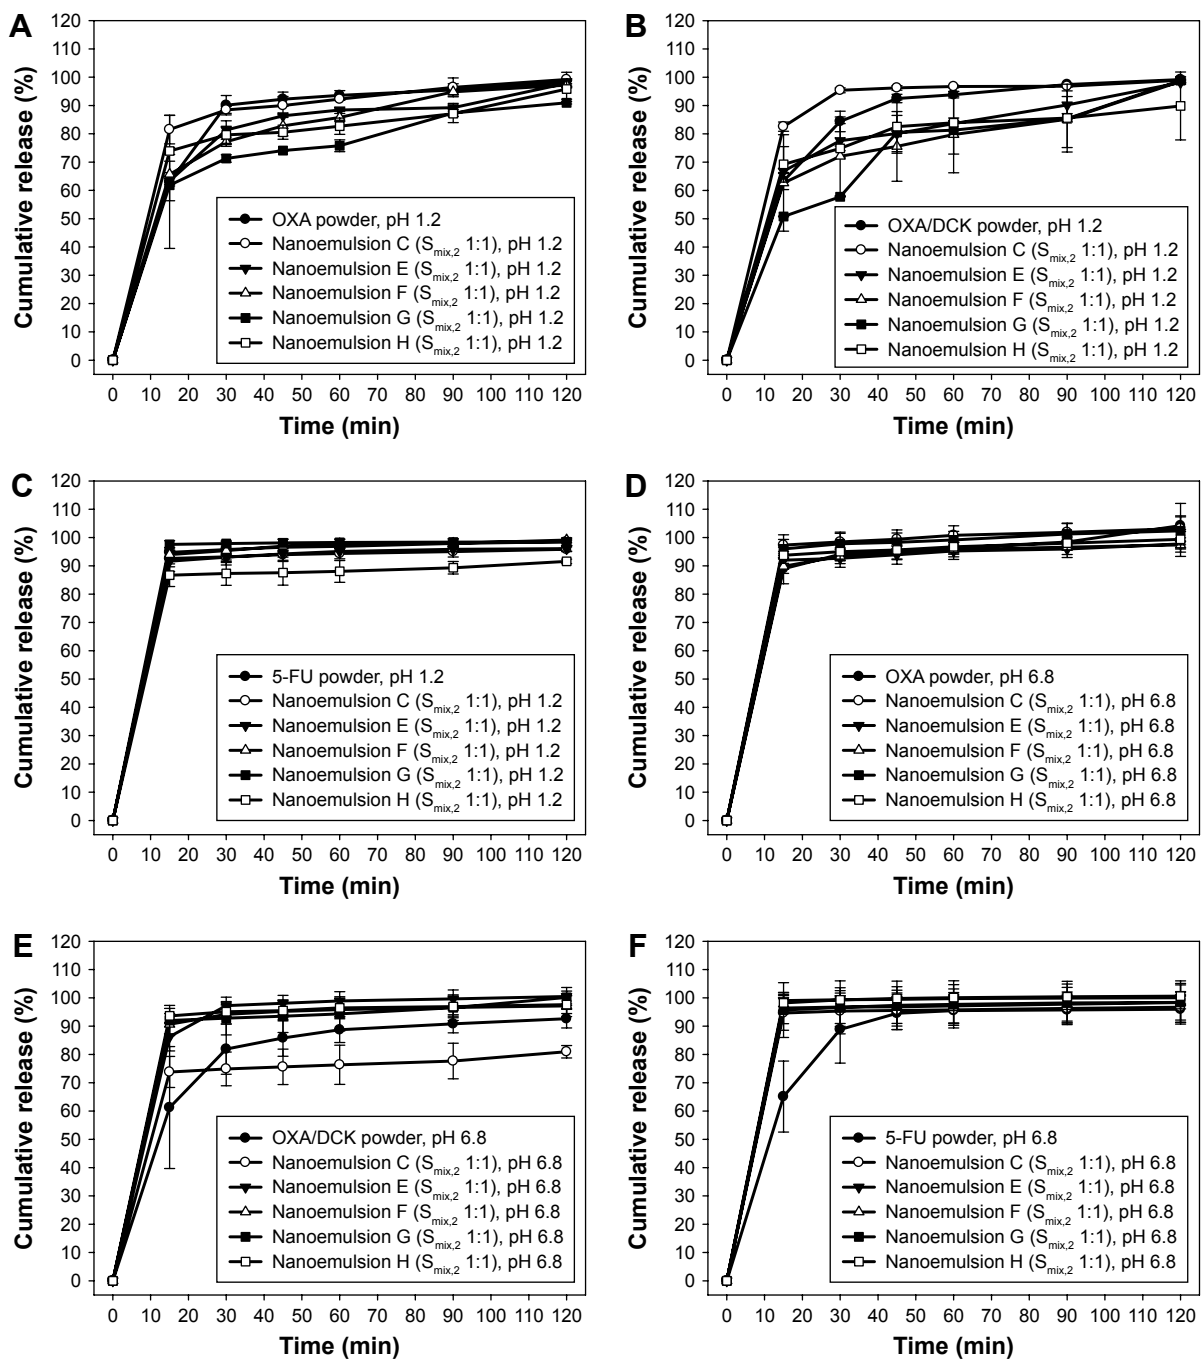 A
Cumulative release (%)
120
110
100
90
80
70
60
50
40
30
20
10
0
OXA powder, pH 1.2
Nanoemulsion C (Smix,2 1:1), pH 1.2
Nanoemulsion E (Smix,2 1:1), pH 1.2
Nanoemulsion F (Smix,2 1:1), pH 1.2
Nanoemulsion G (Smix,2 1:1), pH 1.2
Nanoemulsion H (Smix,2 1:1), pH 1.2
0 10 20 30 40 50 60 70 80 90 100 110 120
Time (min)
B
Cumulative release (%)
120
110
100
90
80
70
60
50
40
30
20
10
0
OXA/DCK powder, pH 1.2
Nanoemulsion C (Smix,2 1:1), pH 1.2
Nanoemulsion E (Smix,2 1:1), pH 1.2
Nanoemulsion F (Smix,2 1:1), pH 1.2
Nanoemulsion G (Smix,2 1:1), pH 1.2
Nanoemulsion H (Smix,2 1:1), pH 1.2
0 10 20 30 40 50 60 70 80 90 100 110 120
Time (min)
C
Cumulative release (%)
120
110
100
90
80
70
60
50
40
30
20
10
0
5-FU powder, pH 1.2
Nanoemulsion C (Smix,2 1:1), pH 1.2
Nanoemulsion E (Smix,2 1:1), pH 1.2
Nanoemulsion F (Smix,2 1:1), pH 1.2
Nanoemulsion G (Smix,2 1:1), pH 1.2
Nanoemulsion H (Smix,2 1:1), pH 1.2
0 10 20 30 40 50 60 70 80 90 100 110 120
Time (min)
D
Cumulative release (%)
120
110
100
90
80
70
60
50
40
30
20
10
0
OXA powder, pH 6.8
Nanoemulsion C (Smix,2 1:1), pH 6.8
Nanoemulsion E (Smix,2 1:1), pH 6.8
Nanoemulsion F (Smix,2 1:1), pH 6.8
Nanoemulsion G (Smix,2 1:1), pH 6.8
Nanoemulsion H (Smix,2 1:1), pH 6.8
0 10 20 30 40 50 60 70 80 90 100 110 120
Time (min)
E
Cumulative release (%)
120
110
100
90
80
70
60
50
40
30
20
10
0
OXA/DCK powder, pH 6.8
Nanoemulsion C (Smix,2 1:1), pH 6.8
Nanoemulsion E (Smix,2 1:1), pH 6.8
Nanoemulsion F (Smix,2 1:1), pH 6.8
Nanoemulsion G (Smix,2 1:1), pH 6.8
Nanoemulsion H (Smix,2 1:1), pH 6.8
0 10 20 30 40 50 60 70 80 90 100 110 120
Time (min)
F
Cumulative release (%)
120
110
100
90
80
70
60
50
40
30
20
10
0
5-FU powder, pH 6.8
Nanoemulsion C (Smix,2 1:1), pH 6.8
Nanoemulsion E (Smix,2 1:1), pH 6.8
Nanoemulsion F (Smix,2 1:1), pH 6.8
Nanoemulsion G (Smix,2 1:1), pH 6.8
Nanoemulsion H (Smix,2 1:1), pH 6.8
0 10 20 30 40 50 60 70 80 90 100 110 120
Time (min)